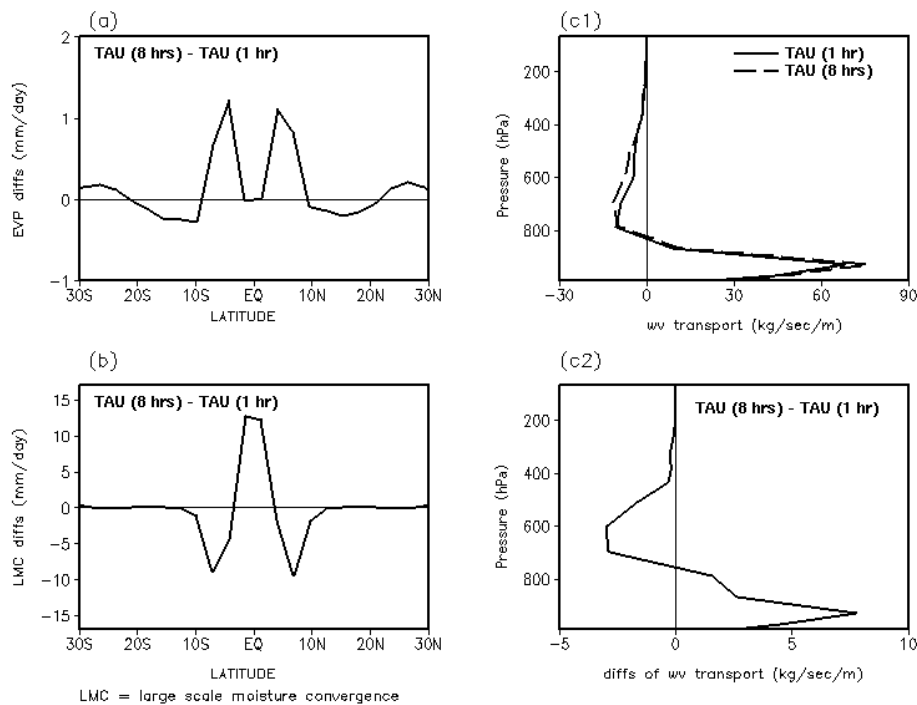 (a)
TAU (8 hrs) - TAU (1 hr)
EVP diffs (mm/day)
2
1
0
−1
30S 20S 10S EQ 10N 20N 30N
LATITUDE
(b)
TAU (8 hrs) - TAU (1 hr)
LMC diffs (mm/day)
15
10
5
0
−5
−10
−15
30S 20S 10S EQ 10N 20N 30N
LATITUDE
LMC = large scale moisture convergence
(c1)
TAU (1 hr)
TAU (8 hrs)
Pressure (hPa)
200
400
600
800
−30 0 30 60 90
wv transport (kg/sec/m)
(c2)
TAU (8 hrs) - TAU (1 hr)
Pressure (hPa)
200
400
600
800
−5 0 5 10
diffs of wv transport (kg/sec/m)